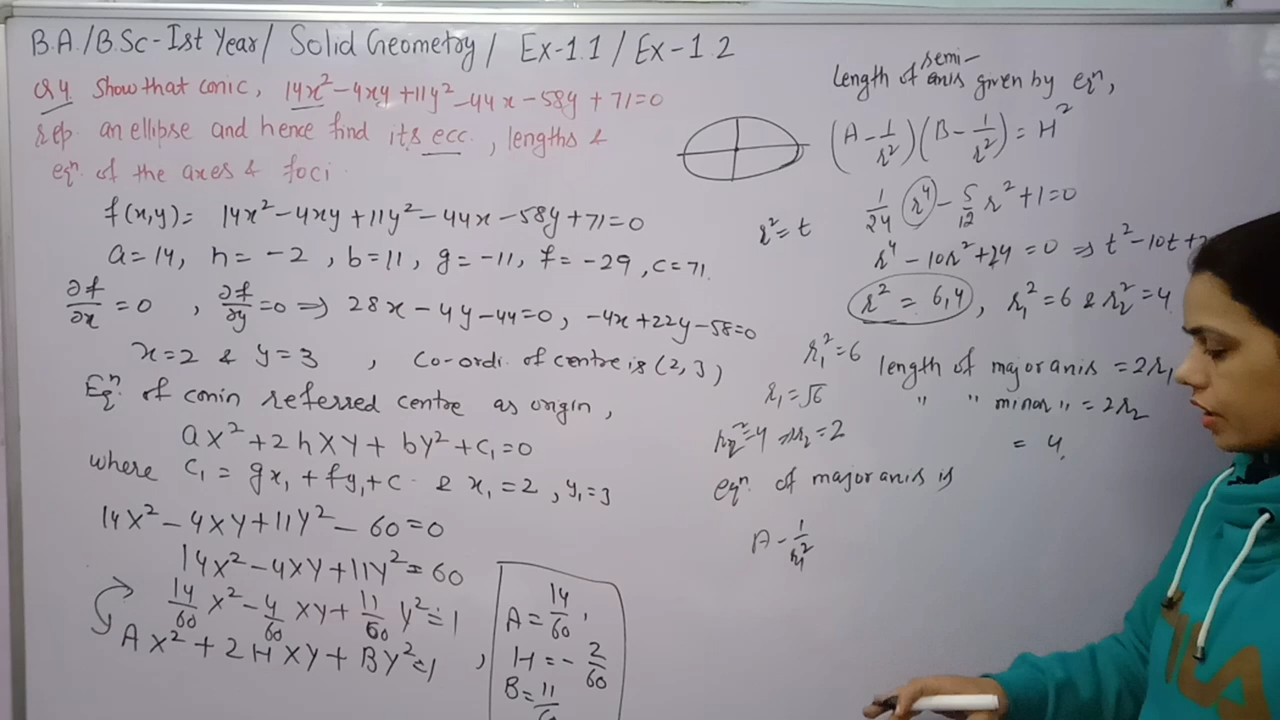 B.A./B.Sc-Ist Year/ Solid Geometry/ Ex-1.1/Ex-1.2
Q4. Show that conic, 14x²-4xy+11y²-44x-58y+71=0
rep. an ellipse and hence find its ecc., lengths &
eqⁿ. of the axes & foci.
f(x,y)= 14x²-4xy+11y²-44x-58y+71=0
a=14, h=-2, b=11, g=-11, f=-29, c=71.
∂f/∂x=0, ∂f/∂y=0 => 28x-4y-44=0, -4x+22y-58=0
x=2 & y=3, Co-ordi. of centre is (2,3)
Eqⁿ. of conin referred centre as origin,
ax²+2hxy+by²+c₁=0
where c₁=gx₁+fy₁+c. & x₁=2, y₁=3
14x²-4xy+11y²-60=0
14x²-4xy+11y²=60
14/60 x²-4/60 xy+11/60 y²=1
Ax²+2Hxy+By²=1,
A=14/60,
H=-2/60
B=11/
Length of semi-axis given by eqⁿ,
(A-1/r²)(B-1/r²)=H²
r²=t
1/24 r⁴-5/12 r²+1=0
r⁴-10r²+24=0 => t²-10t+2
r²=6,4, r₁²=6 & r₂²=4
r₁²=6
r₁=√6
r₂²=4 => r₂=2
length of major axis=2r₁
" " minor "=2r₂
=4.
eqⁿ. of major axis is
A-1/r₁²